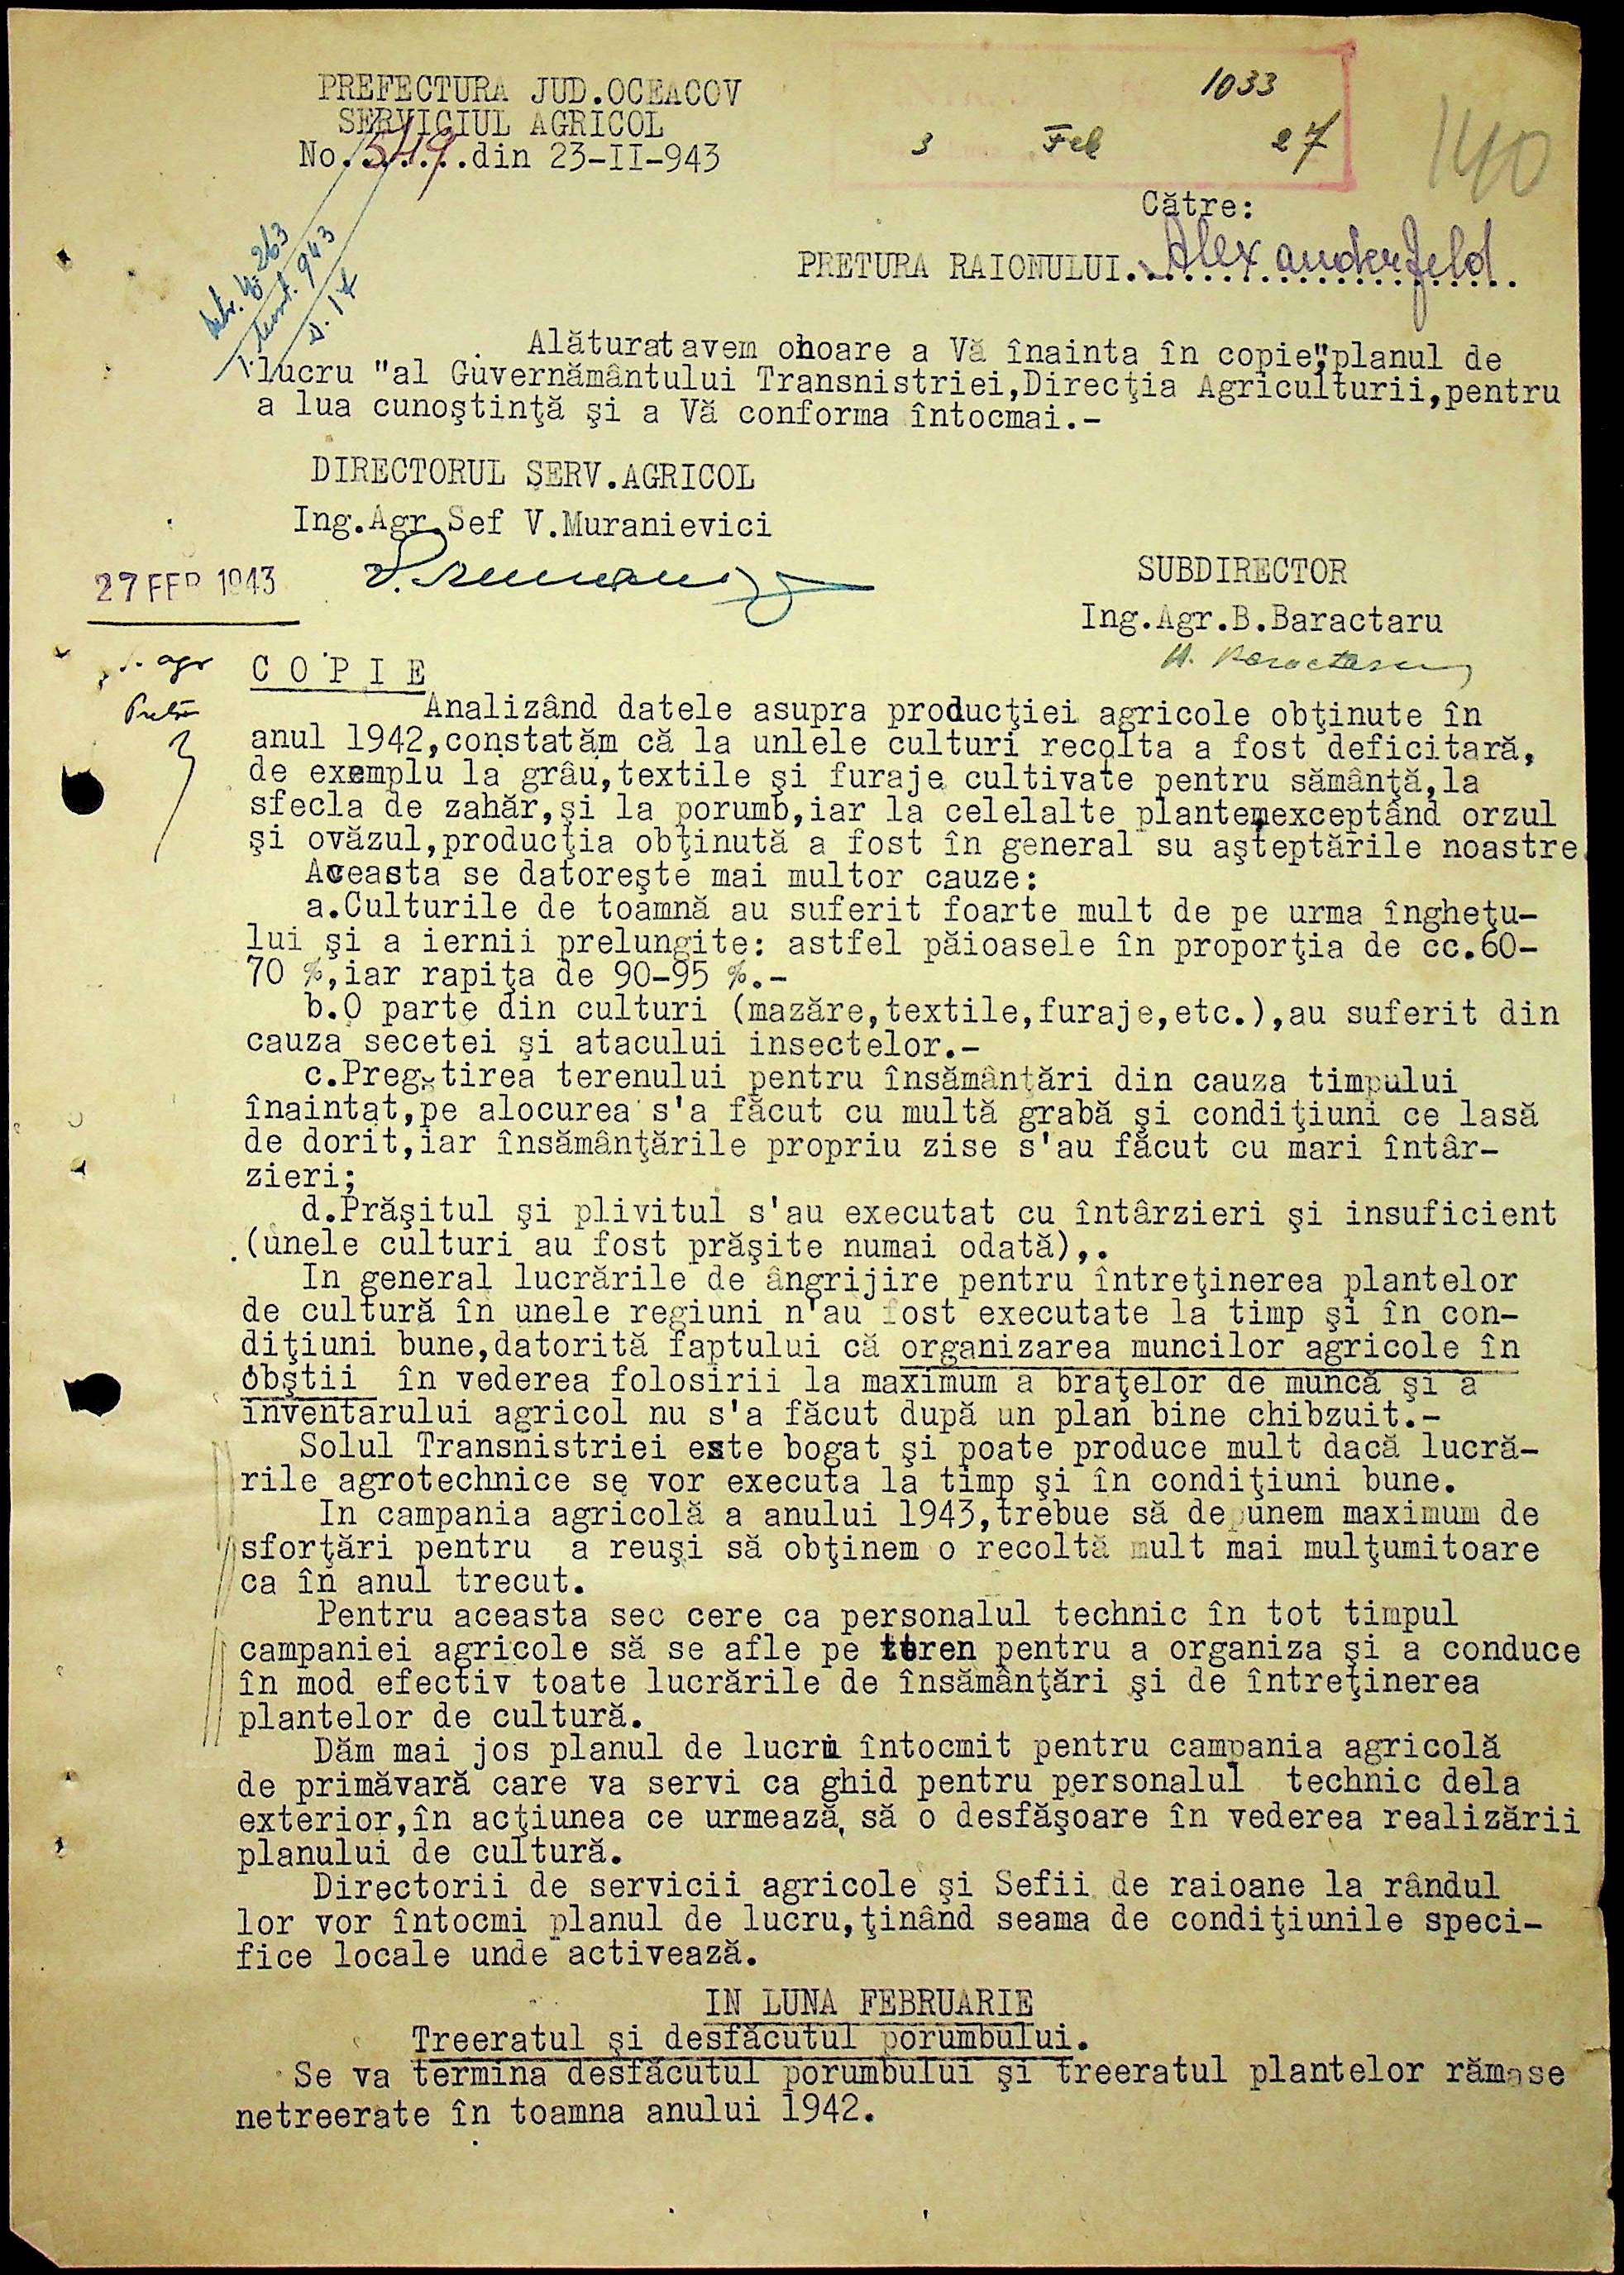 PREFECTURA JUD.OCEACOV
SERVICIUL AGRICOL
No.549.din 23-II-943
1033
3 Feb 27
140
Către:
PRETURA RAIONULUI.Alexanderfeld
Alăturat avem onoare a Vă înainta în copie"planul de
lucru "al Guvernământului Transnistriei,Direcţia Agriculturii,pentru
a lua cunoştinţă şi a Vă conforma întocmai.-
DIRECTORUL SERV.AGRICOL
Ing.Agr.Sef V.Muranievici
27 FEB 1943
SUBDIRECTOR
Ing.Agr.B.Baractaru
C O P I E
Analizând datele asupra producţiei agricole obţinute în
anul 1942,constatăm că la unlele culturi recolta a fost deficitară,
de exemplu la grâu,textile şi furaje cultivate pentru sămânţă,la
sfecla de zahăr,şi la porumb,iar la celelalte plantemexceptând orzul
şi ovăzul,producţia obţinută a fost în general su aşteptările noastre.
Aceasta se datoreşte mai multor cauze:
a.Culturile de toamnă au suferit foarte mult de pe urma îngheţu-
lui şi a iernii prelungite: astfel păioasele în proporţia de cc.60-
70 %,iar rapiţa de 90-95 %.-
b.O parte din culturi (mazăre,textile,furaje,etc.),au suferit din
cauza secetei şi atacului insectelor.-
c.Pregătirea terenului pentru însămânţări din cauza timpului
înaintat,pe alocurea s'a făcut cu multă grabă şi condiţiuni ce lasă
de dorit,iar însămânţările propriu zise s'au făcut cu mari întâr-
zieri;
d.Prăşitul şi plivitul s'au executat cu întârzieri şi insuficient
(unele culturi au fost prăşite numai odată),.
In general lucrările de ângrijire pentru întreţinerea plantelor
de cultură în unele regiuni n'au fost executate la timp şi în con-
diţiuni bune,datorită faptului că organizarea muncilor agricole în
obştii în vederea folosirii la maximum a braţelor de muncă şi a
inventarului agricol nu s'a făcut după un plan bine chibzuit.-
Solul Transnistriei este bogat şi poate produce mult dacă lucră-
rile agrotechnice se vor executa la timp şi în condiţiuni bune.
In campania agricolă a anului 1943,trebue să depunem maximum de
sforţări pentru a reuşi să obţinem o recoltă mult mai mulţumitoare
ca în anul trecut.
Pentru aceasta sec cere ca personalul technic în tot timpul
campaniei agricole să se afle pe teren pentru a organiza şi a conduce
în mod efectiv toate lucrările de însămânţări şi de întreţinerea
plantelor de cultură.
Dăm mai jos planul de lucru întocmit pentru campania agricolă
de primăvară care va servi ca ghid pentru personalul technic dela
exterior,în acţiunea ce urmează să o desfăşoare în vederea realizării
planului de cultură.
Directorii de servicii agricole şi Sefii de raioane la rândul
lor vor întocmi planul de lucru,ţinând seama de condiţiunile speci-
fice locale unde activează.
IN LUNA FEBRUARIE
Treeratul şi desfăcutul porumbului.
Se va termina desfăcutul porumbului şi treeratul plantelor rămase
netreerate în toamna anului 1942.